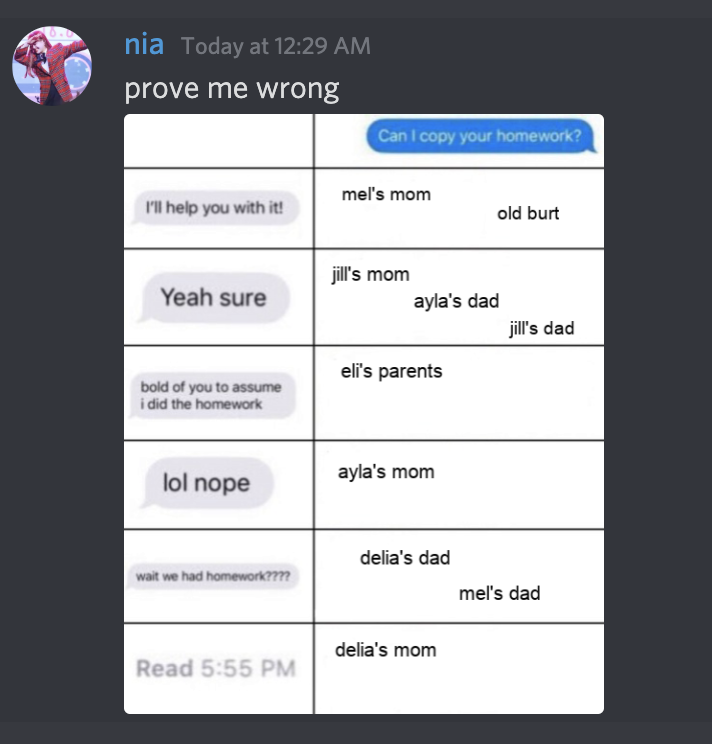 nia Today at 12:29 AM
prove me wrong
Can I copy your homework?
I'll help you with it!
mel's mom
old burt
Yeah sure
jill's mom
ayla's dad
jill's dad
bold of you to assume
i did the homework
eli's parents
lol nope
ayla's mom
wait we had homework????
delia's dad
mel's dad
Read 5:55 PM
delia's mom